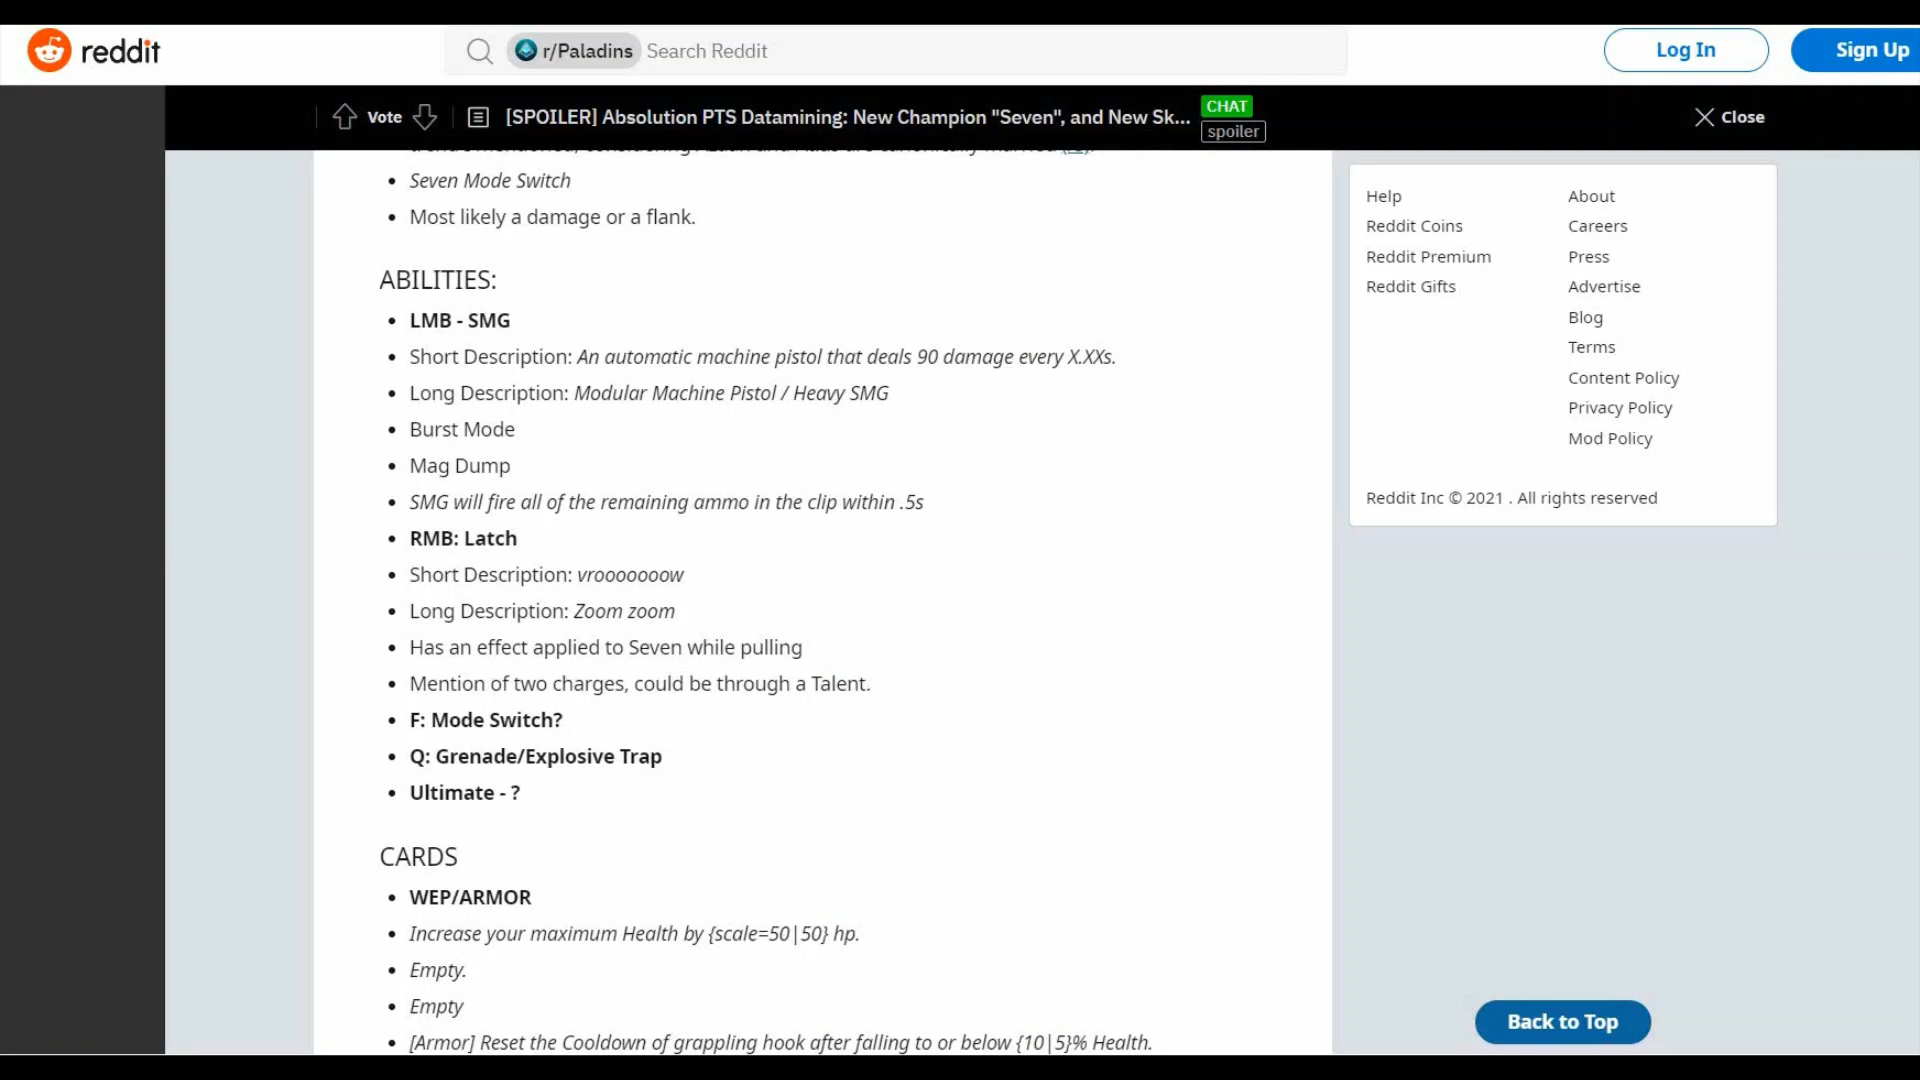 reddit
r/Paladins Search Reddit
Log In
Sign Up
Vote
[SPOILER] Absolution PTS Datamining: New Champion "Seven", and New Sk...
CHAT
spoiler
Close
Seven Mode Switch
Most likely a damage or a flank.
ABILITIES:
LMB - SMG
Short Description: An automatic machine pistol that deals 90 damage every X.XXs.
Long Description: Modular Machine Pistol / Heavy SMG
Burst Mode
Mag Dump
SMG will fire all of the remaining ammo in the clip within .5s
RMB: Latch
Short Description: vrooooooow
Long Description: Zoom zoom
Has an effect applied to Seven while pulling
Mention of two charges, could be through a Talent.
F: Mode Switch?
Q: Grenade/Explosive Trap
Ultimate - ?
CARDS
WEP/ARMOR
Increase your maximum Health by {scale=50|50} hp.
Empty.
Empty
[Armor] Reset the Cooldown of grappling hook after falling to or below {10|5}% Health.
Help
Reddit Coins
Reddit Premium
Reddit Gifts
About
Careers
Press
Advertise
Blog
Terms
Content Policy
Privacy Policy
Mod Policy
Reddit Inc © 2021 . All rights reserved
Back to Top